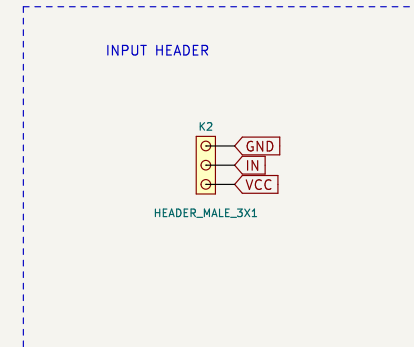 INPUT HEADER
K2
GND
IN
VCC
HEADER_MALE_3X1